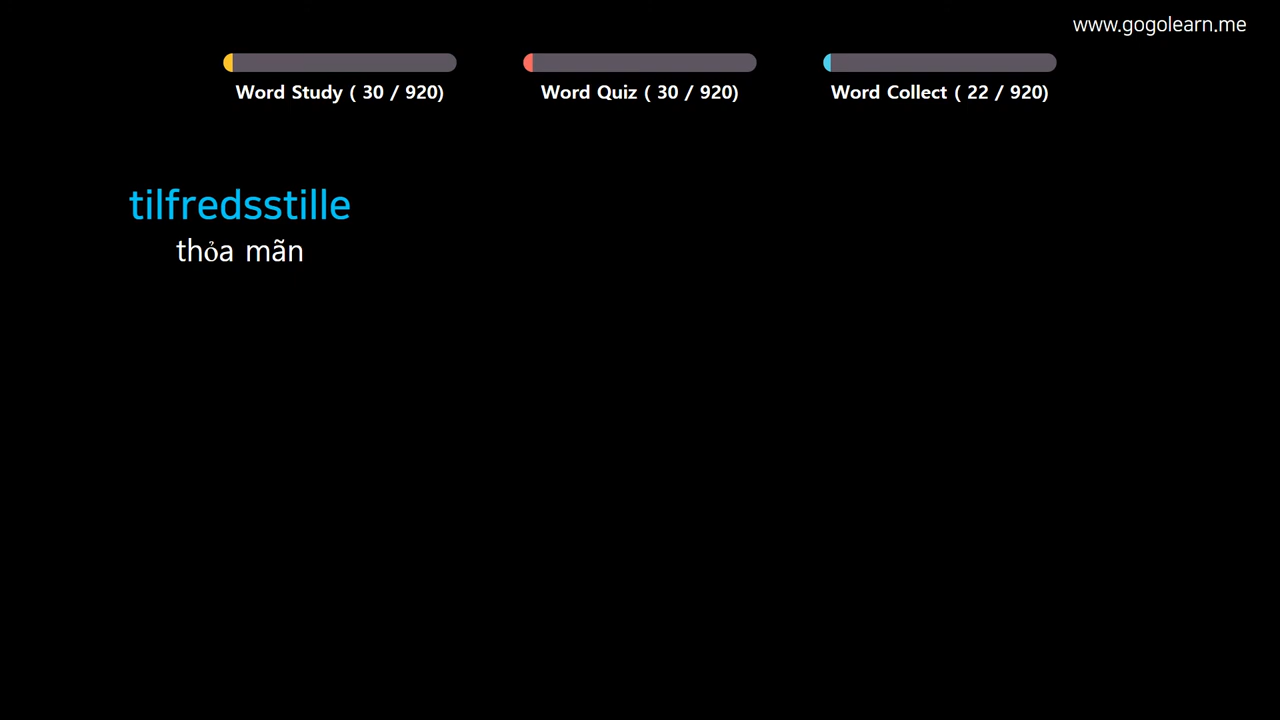 www.gogolearn.me
Word Study ( 30 / 920)
Word Quiz ( 30 / 920)
Word Collect ( 22 / 920)
tilfredsstille
thỏa mãn